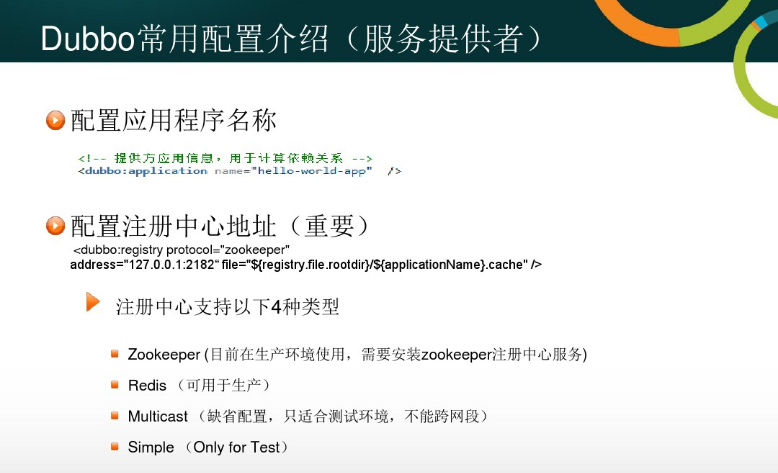 Dubbo常用配置介绍（服务提供者）
配置应用程序名称
<!-- 提供方应用信息，用于计算依赖关系 -->
<dubbo:application name="hello-world-app" />
配置注册中心地址（重要）
<dubbo:registry protocol="zookeeper"
address="127.0.0.1:2182“ file="${registry.file.rootdir}/${applicationName}.cache" />
注册中心支持以下4种类型
Zookeeper (目前在生产环境使用，需要安装zookeeper注册中心服务)
Redis （可用于生产）
Multicast （缺省配置，只适合测试环境，不能跨网段）
Simple （Only for Test）